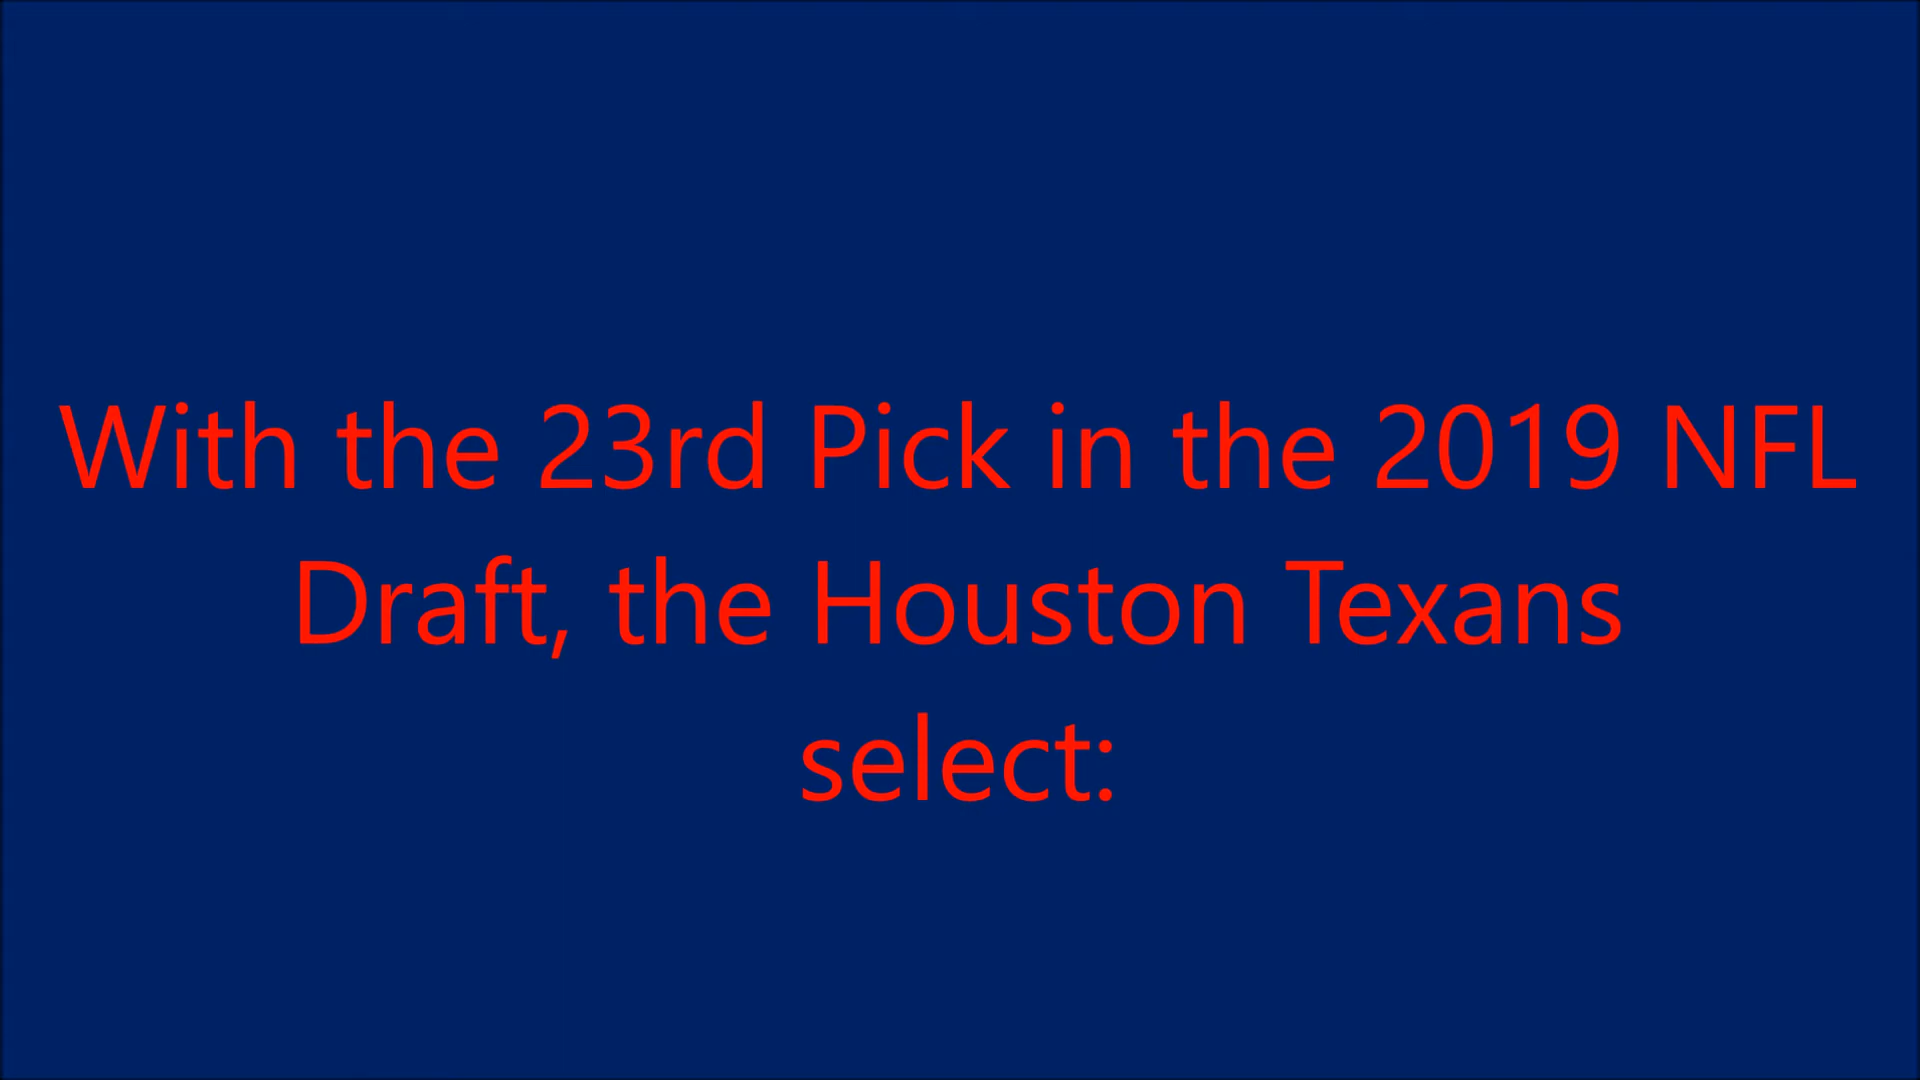 With the 23rd Pick in the 2019 NFL
Draft, the Houston Texans
select: